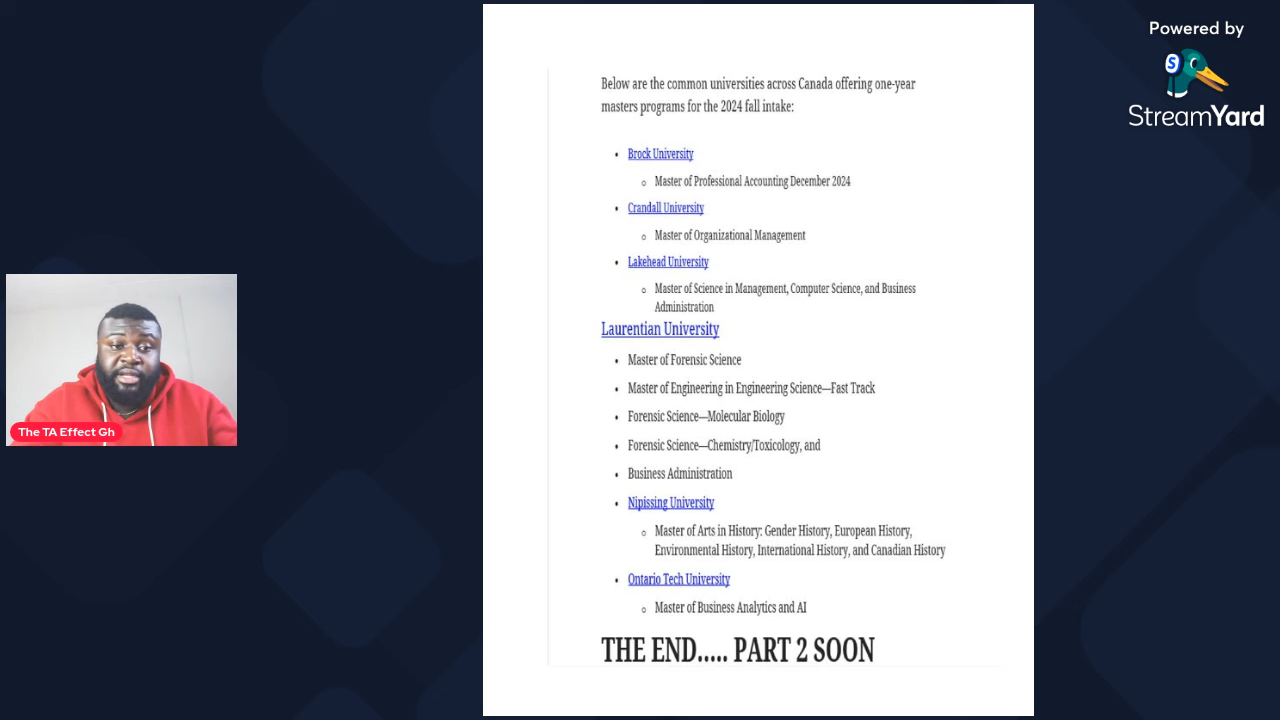 Powered by
StreamYard
Below are the common universities across Canada offering one-year
masters programs for the 2024 fall intake:
Brock University
Master of Professional Accounting December 2024
Crandall University
Master of Organizational Management
Lakehead University
Master of Science in Management, Computer Science, and Business
Administration
Laurentian University
Master of Forensic Science
Master of Engineering in Engineering Science—Fast Track
Forensic Science—Molecular Biology
Forensic Science—Chemistry/Toxicology, and
Business Administration
Nipissing University
Master of Arts in History: Gender History, European History,
Environmental History, International History, and Canadian History
Ontario Tech University
Master of Business Analytics and AI
THE END..... PART 2 SOON
The TA Effect Gh